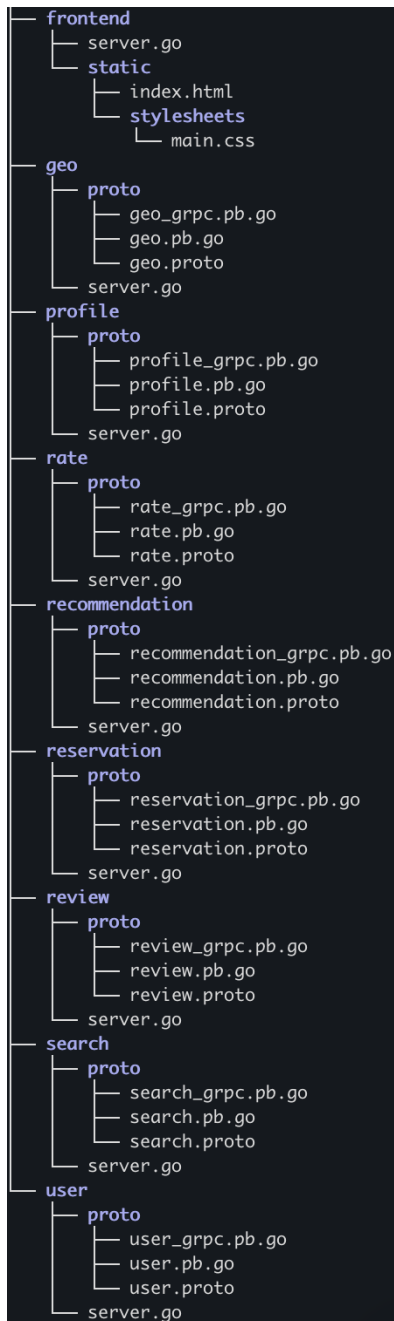 frontend
server.go
static
index.html
stylesheets
main.css
geo
proto
geo_grpc.pb.go
geo.pb.go
geo.proto
server.go
profile
proto
profile_grpc.pb.go
profile.pb.go
profile.proto
server.go
rate
proto
rate_grpc.pb.go
rate.pb.go
rate.proto
server.go
recommendation
proto
recommendation_grpc.pb.go
recommendation.pb.go
recommendation.proto
server.go
reservation
proto
reservation_grpc.pb.go
reservation.pb.go
reservation.proto
server.go
review
proto
review_grpc.pb.go
review.pb.go
review.proto
server.go
search
proto
search_grpc.pb.go
search.pb.go
search.proto
server.go
user
proto
user_grpc.pb.go
user.pb.go
user.proto
server.go